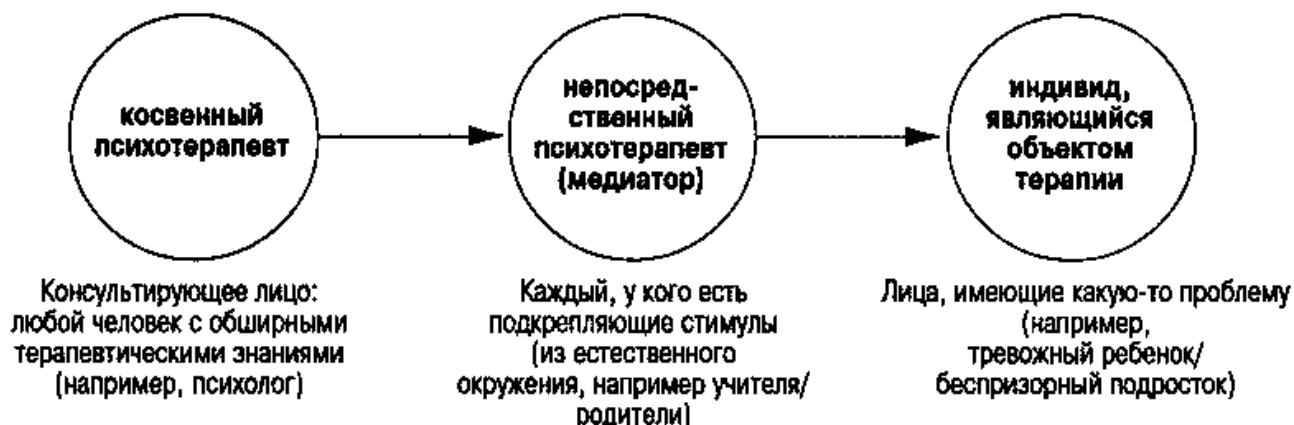 косвенный
психотерапевт
непосред-
ственный
психотерапевт
(медиатор)
индивид,
являющийся
объектом
терапии
Консультирующее лицо:
любой человек с обширными
терапевтическими знаниями
(например, психолог)
Каждый, у кого есть
подкрепляющие стимулы
(из естественного
окружения, например учителя/
родители)
Лица, имеющие какую-то проблему
(например,
тревожный ребенок/
беспризорный подросток)